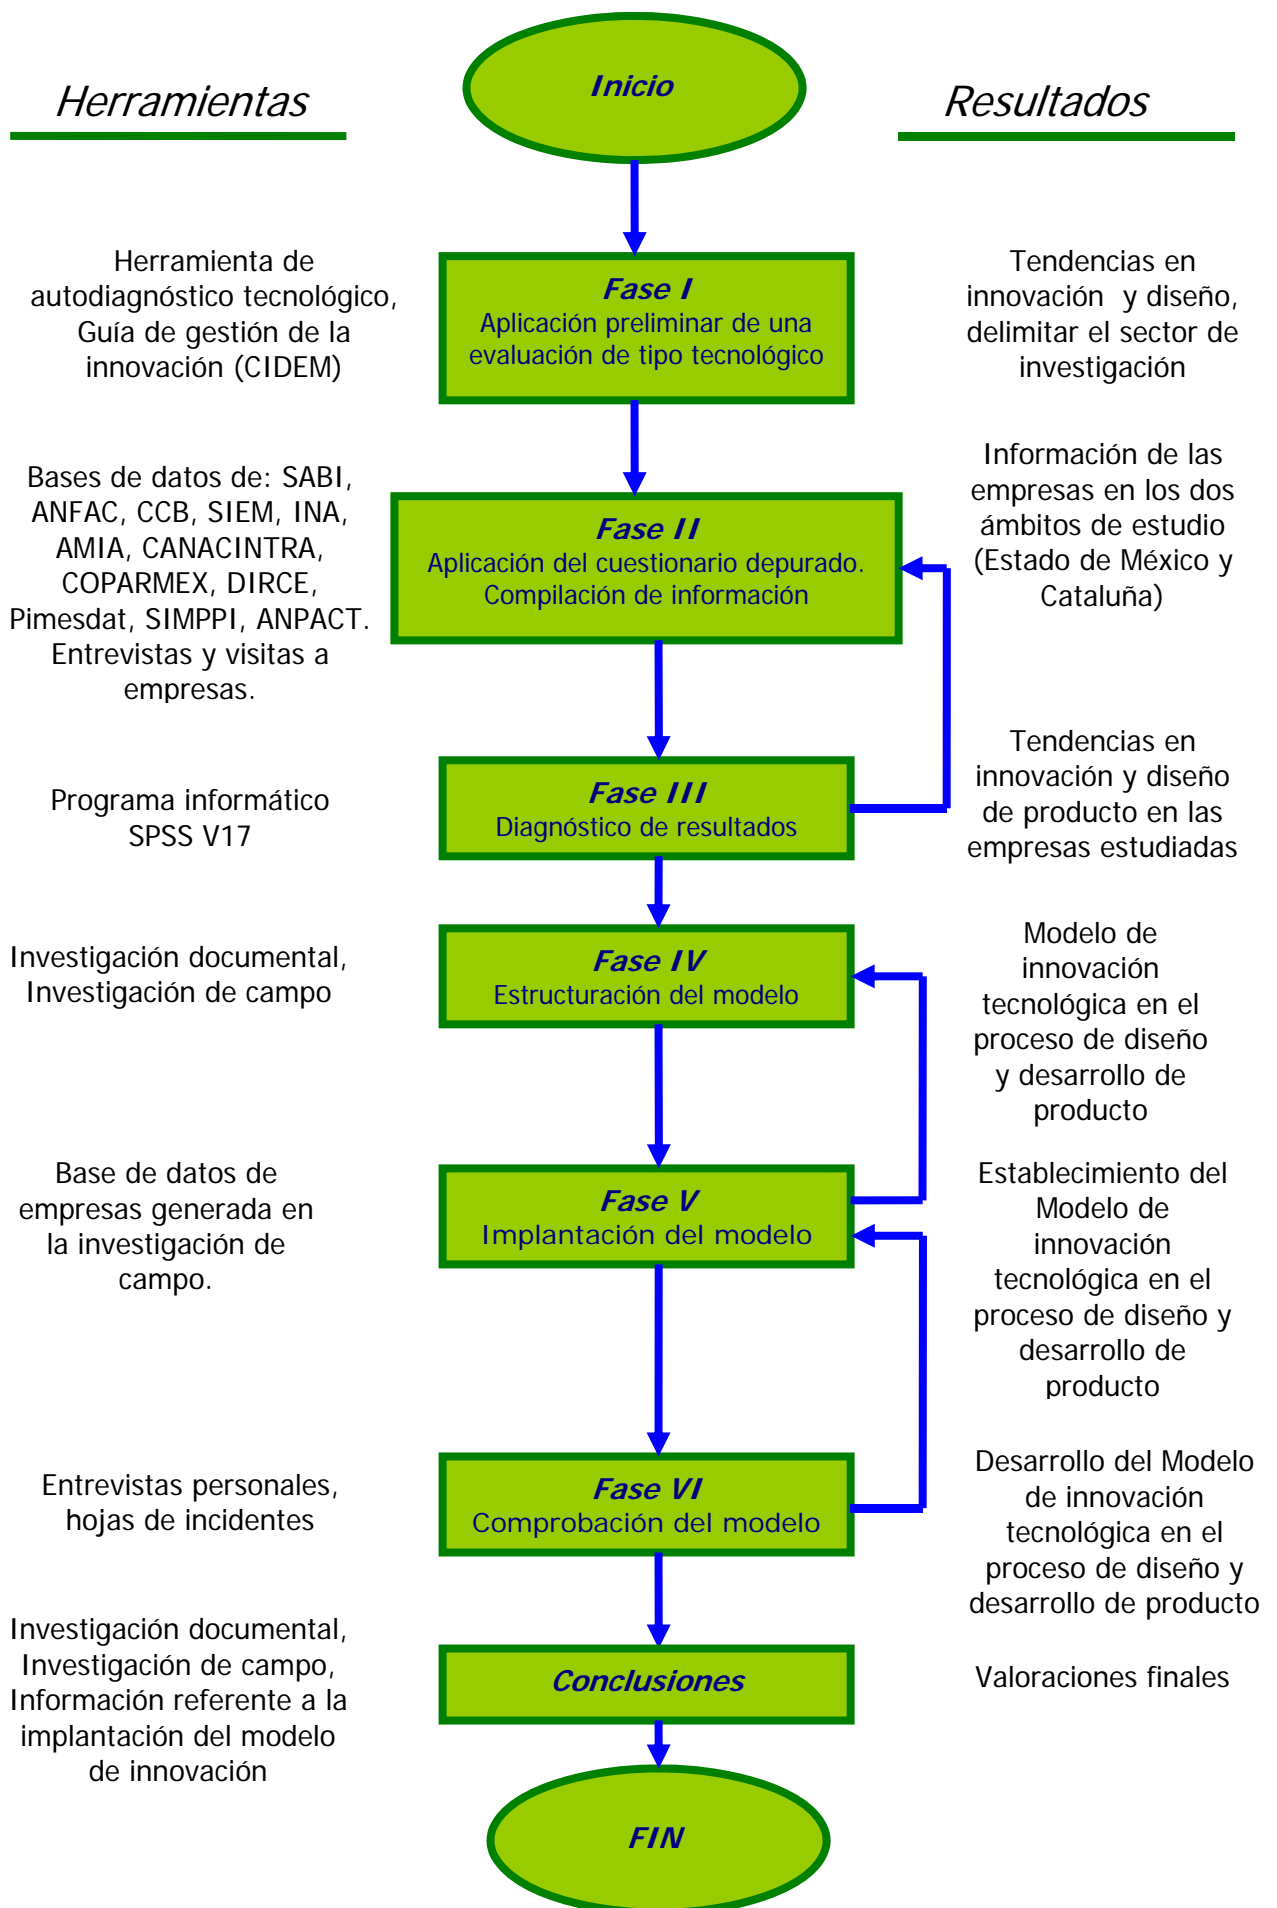 Inicio
Herramientas
Resultados
Herramienta de
autodiagnóstico tecnológico,
Guía de gestión de la
innovación (CIDEM)
Fase I
Aplicación preliminar de una
evaluación de tipo tecnológico
Tendencias en
innovación y diseño,
delimitar el sector de
investigación
Bases de datos de: SABI,
ANFAC, CCB, SIEM, INA,
AMIA, CANACINTRA,
COPARMEX, DIRCE,
Pimesdat, SIMPPI, ANPACT.
Entrevistas y visitas a
empresas.
Fase II
Aplicación del cuestionario depurado.
Compilación de información
Información de las
empresas en los dos
ámbitos de estudio
(Estado de México y
Cataluña)
Programa informático
SPSS V17
Fase III
Diagnóstico de resultados
Tendencias en
innovación y diseño
de producto en las
empresas estudiadas
Investigación documental,
Investigación de campo
Fase IV
Estructuración del modelo
Modelo de
innovación
tecnológica en el
proceso de diseño
y desarrollo de
producto
Base de datos de
empresas generada en
la investigación de
campo.
Fase V
Implantación del modelo
Establecimiento del
Modelo de
innovación
tecnológica en el
proceso de diseño y
desarrollo de
producto
Entrevistas personales,
hojas de incidentes
Fase VI
Comprobación del modelo
Desarrollo del Modelo
de innovación
tecnológica en el
proceso de diseño y
desarrollo de producto
Investigación documental,
Investigación de campo,
Información referente a la
implantación del modelo
de innovación
Conclusiones
Valoraciones finales
FIN